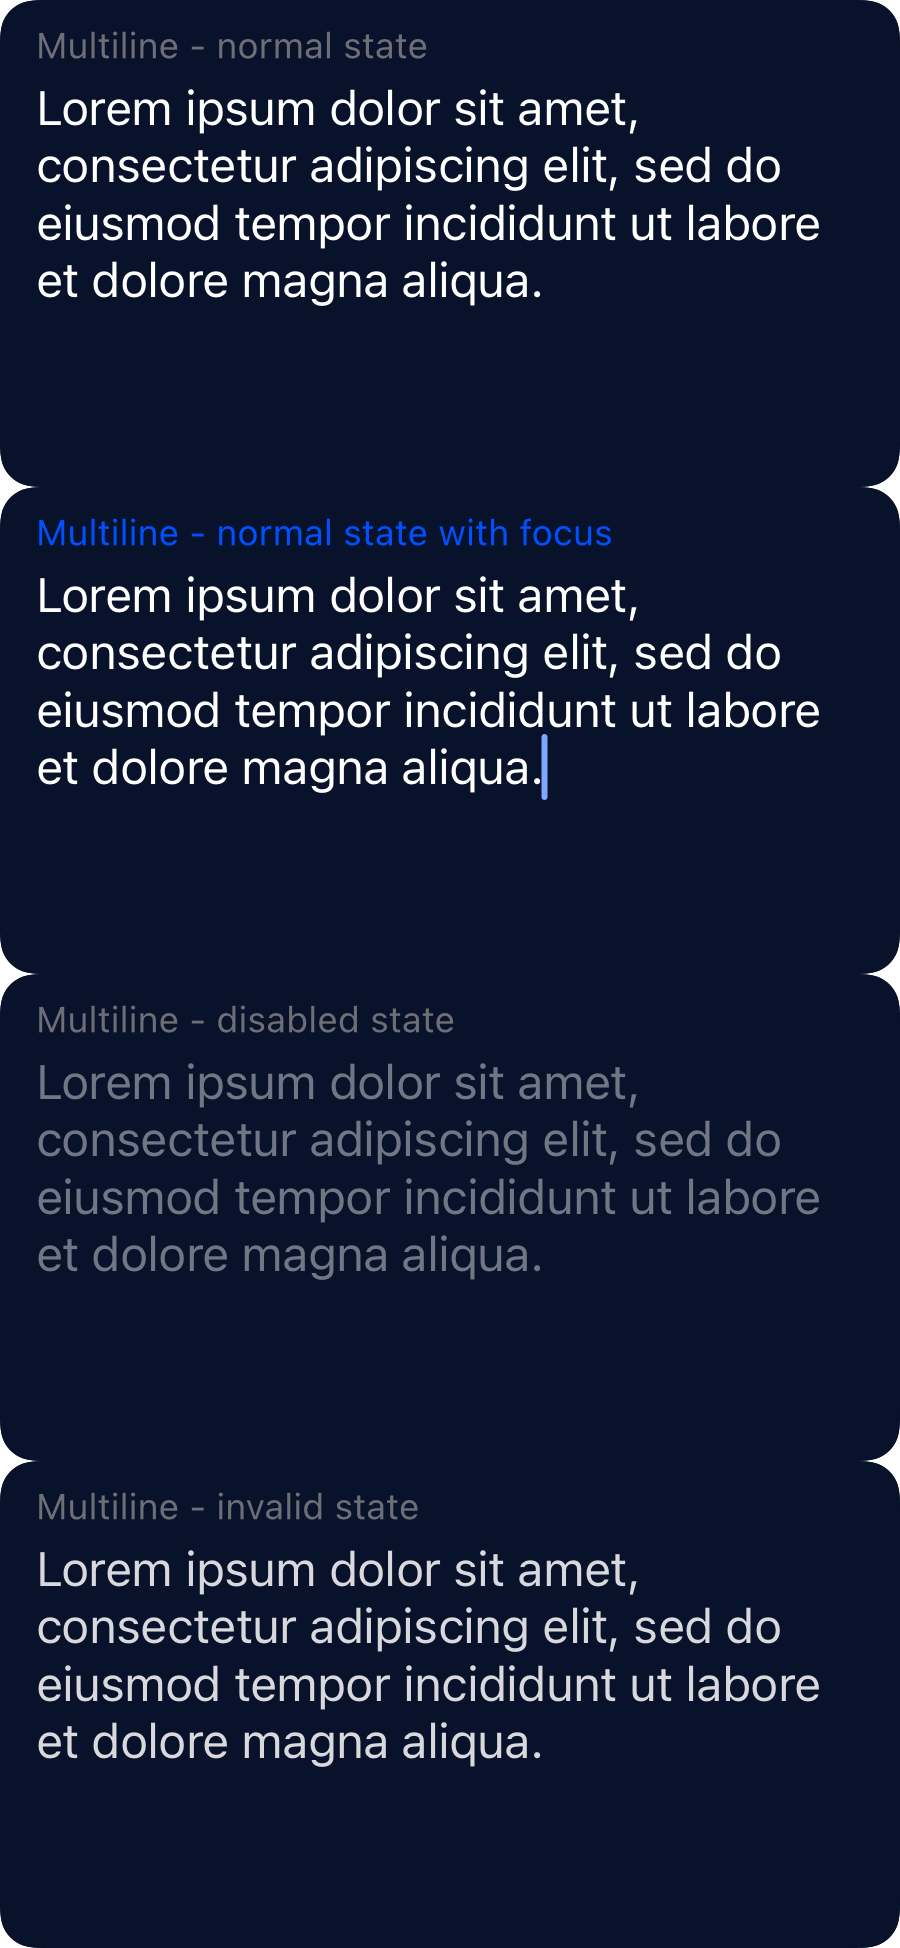 Multiline - normal state
Lorem ipsum dolor sit amet,
consectetur adipiscing elit, sed do
eiusmod tempor incididunt ut labore
et dolore magna aliqua.
Multiline - normal state with focus
Lorem ipsum dolor sit amet,
consectetur adipiscing elit, sed do
eiusmod tempor incididunt ut labore
et dolore magna aliqua.
Multiline - disabled state
Lorem ipsum dolor sit amet,
consectetur adipiscing elit, sed do
eiusmod tempor incididunt ut labore
et dolore magna aliqua.
Multiline - invalid state
Lorem ipsum dolor sit amet,
consectetur adipiscing elit, sed do
eiusmod tempor incididunt ut labore
et dolore magna aliqua.